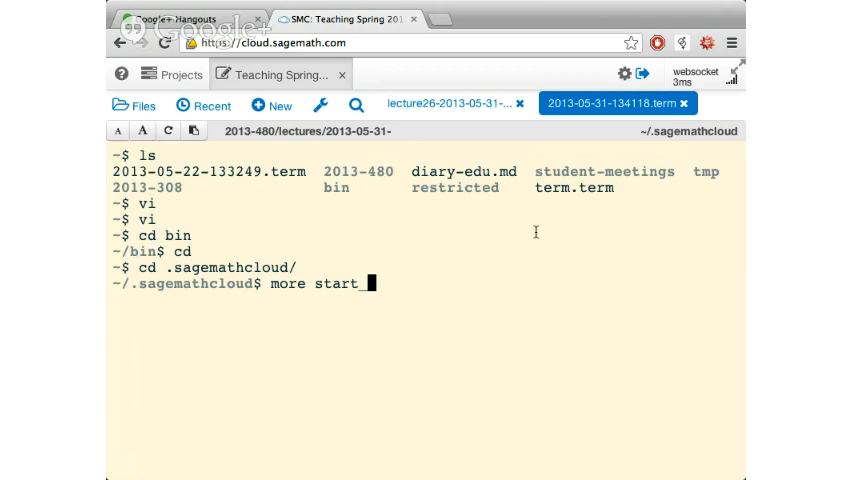 Google+ Hangouts × SMC: Teaching Spring 201 ×
Google+
https://cloud.sagemath.com
Projects Teaching Spring... × websocket
3ms
Files Recent New lecture26-2013-05-31-... × 2013-05-31-134118.term ×
A A 2013-480/lectures/2013-05-31- ~/.sagemathcloud
~$ ls
2013-05-22-133249.term 2013-480 diary-edu.md student-meetings tmp
2013-308 bin restricted term.term
~$ vi
~$ vi
~$ cd bin
~/bin$ cd
~$ cd .sagemathcloud/
~/.sagemathcloud$ more start_